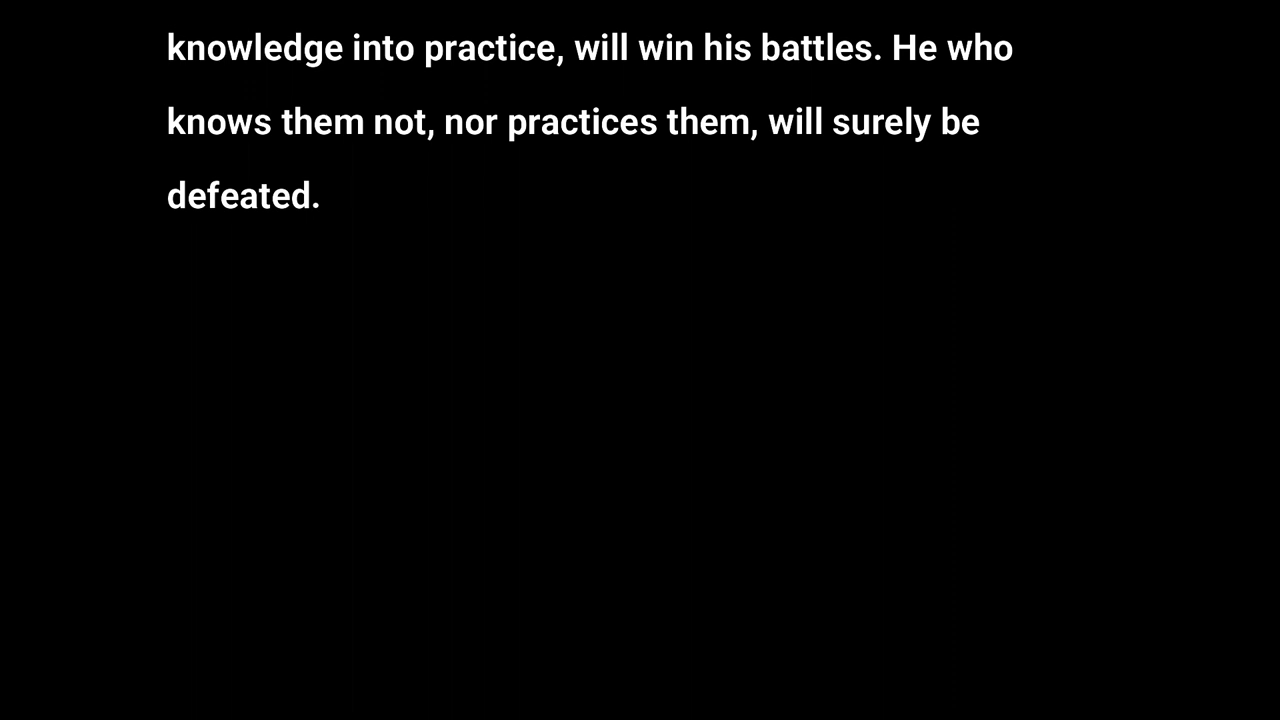 knowledge into practice, will win his battles. He who
knows them not, nor practices them, will surely be
defeated.